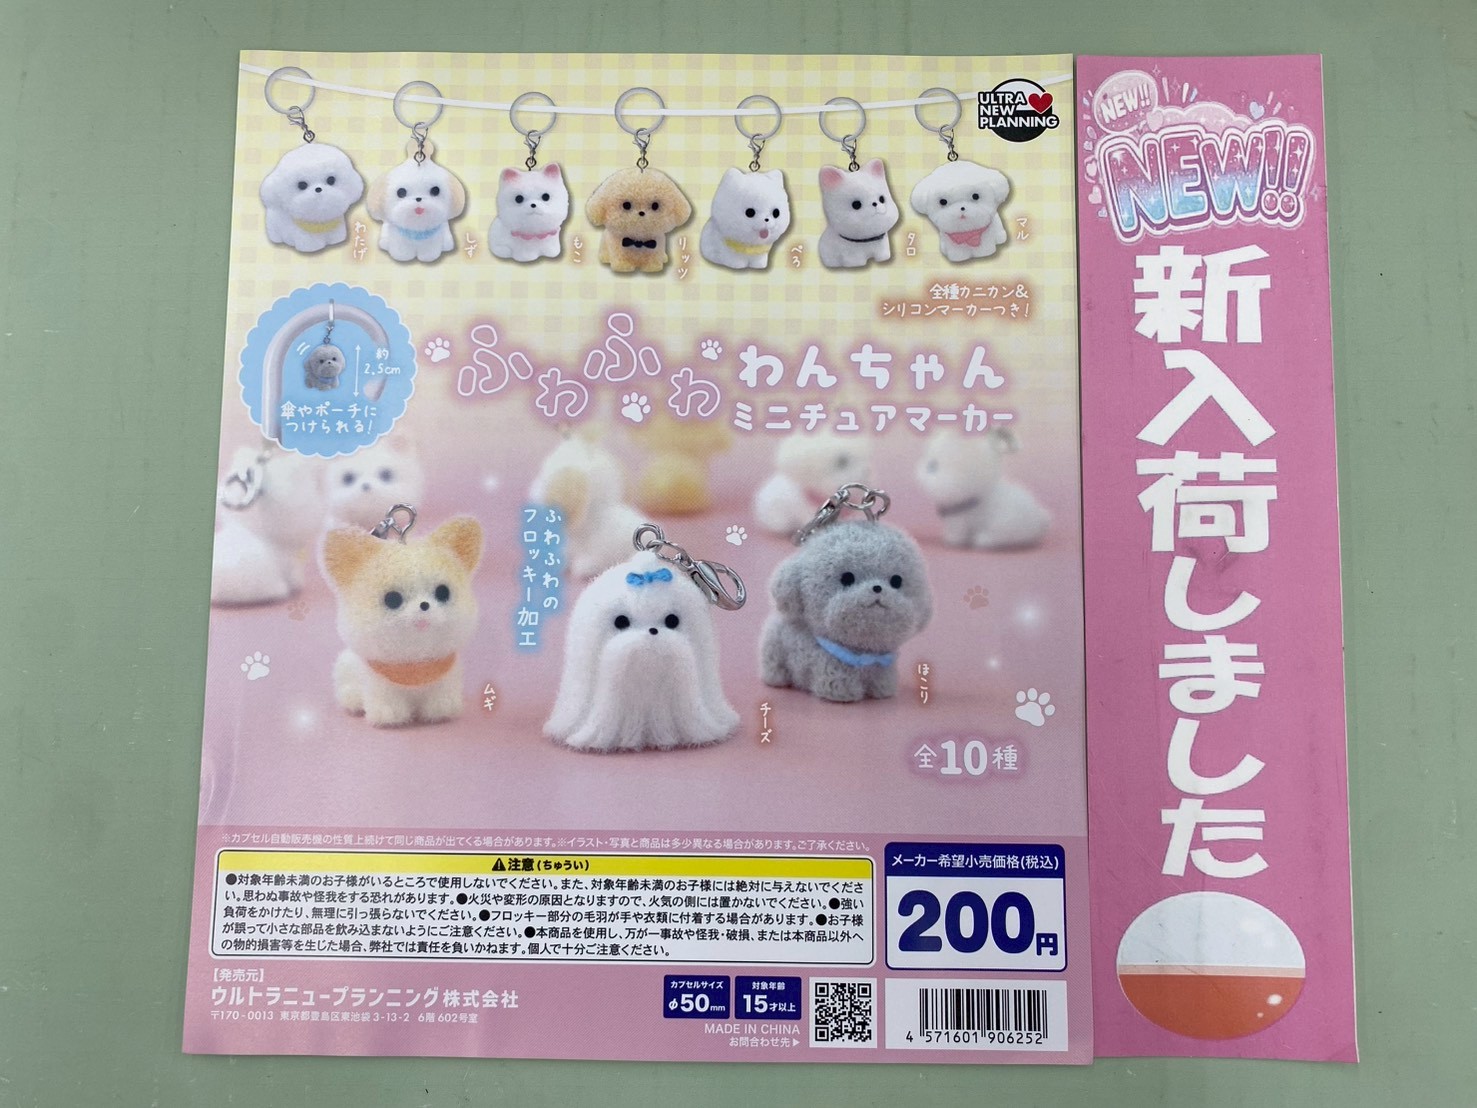 ULTRA
NEW
PLANNING
わたげ
しず
もこ
リッツ
ぺろ
タロ
マル
全種カニカン&
シリコンマーカーつき!
約
2.5cm
傘やポーチに
つけられる!
ふわふわ わんちゃん
ミニチュアマーカー
ふわふわの
フロッキー加工
ムギ
チーズ
ほこり
全10種
※カプセル自動販売機の性質上続けて同じ商品が出てくる場合があります。※イラスト・写真と商品は多少異なる場合があります。ご了承ください。
⚠注意(ちゅうい)
●対象年齢未満のお子様がいるところで使用しないでください。また、対象年齢未満のお子様には絶対に与えないでくださ
い。思わぬ事故や怪我をする恐れがあります。●火災や変形の原因となりますので、火気の側には置かないでください。●強い
負荷をかけたり、無理に引っ張らないでください。●フロッキー部分の毛羽が手や衣類に付着する場合があります。●お子様
が誤って小さな部品を飲み込まないようにご注意ください。●本商品を使用し、万が一事故や怪我・破損、または本商品以外へ
の物的損害等を生じた場合、弊社では責任を負いかねます。個人で十分ご注意ください。
メーカー希望小売価格(税込)
200円
【発売元】
ウルトラニュープランニング株式会社
〒170-0013 東京都豊島区東池袋3-13-2 6階 602号室
カプセルサイズ
φ50mm
対象年齢
15才以上
MADE IN CHINA
お問合わせ先▶
4 571601 906252
NEW!!
NEW!!
新入荷しました